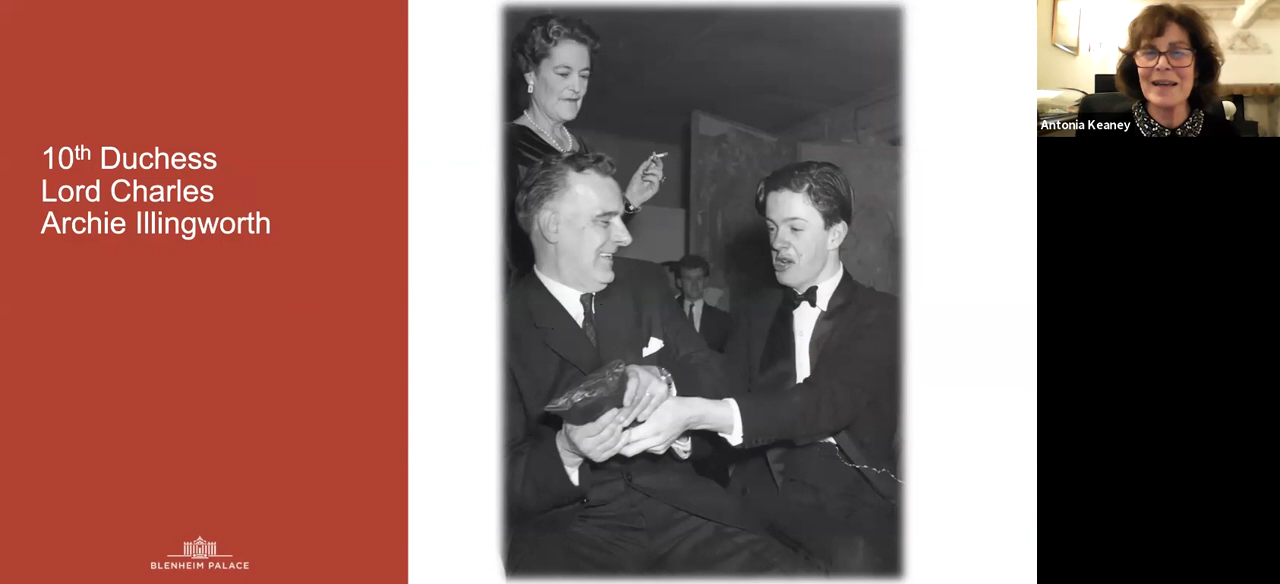 10th Duchess
Lord Charles
Archie Illingworth
BLENHEIM PALACE
Antonia Keaney